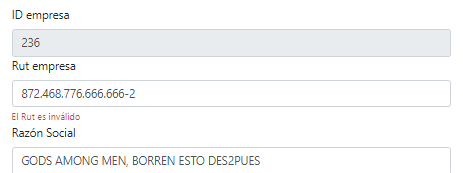 ID empresa
236
Rut empresa
872.468.776.666.666-2
El Rut es inválido
Razón Social
GODS AMONG MEN, BORREN ESTO DES2PUES